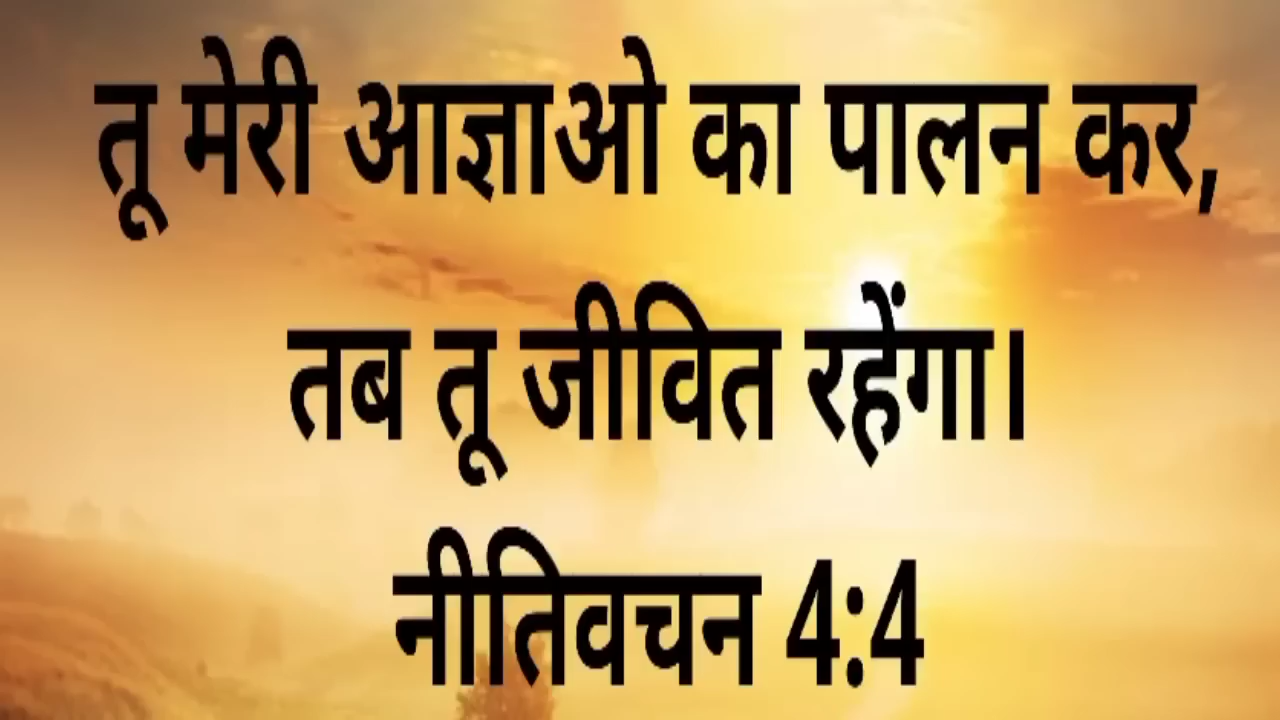 तू मेरी आज्ञाओ का पालन कर,
तब तू जीवित रहेंगा।
नीतिवचन 4:4